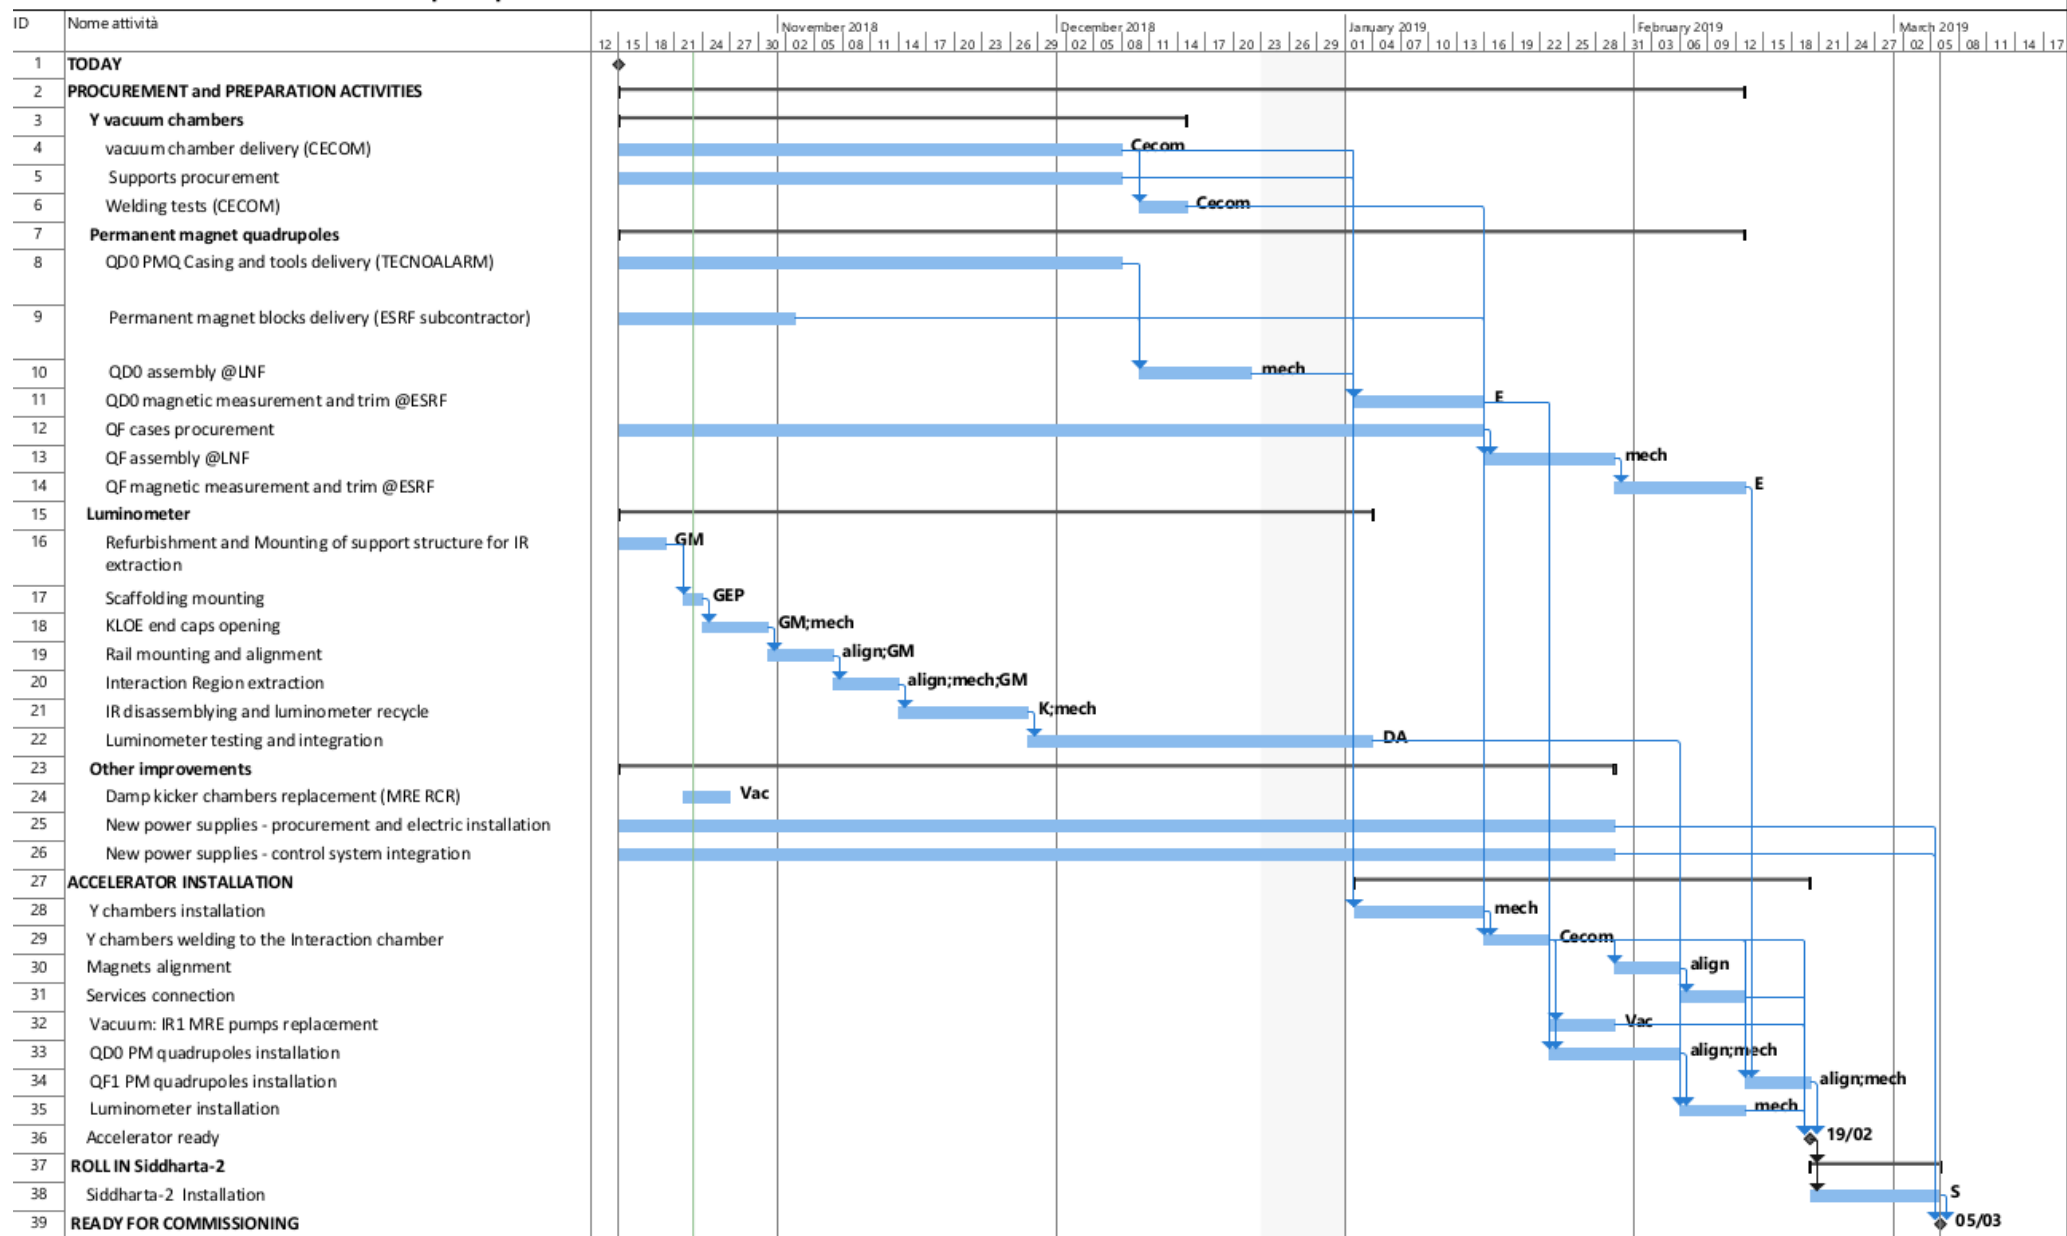 ID Nome attività November 2018 December 2018 January 2019 February 2019 March 2019
12 15 18 21 24 27 30 02 05 08 11 14 17 20 23 26 29 02 05 08 11 14 17 20 23 26 29 01 04 07 10 13 16 19 22 25 28 31 03 06 09 12 15 18 21 24 27 02 05 08 11 14 17
1 TODAY
2 PROCUREMENT and PREPARATION ACTIVITIES
3 Y vacuum chambers
4 vacuum chamber delivery (CECOM) Cecom
5 Supports procurement
6 Welding tests (CECOM) Cecom
7 Permanent magnet quadrupoles
8 QD0 PMQ Casing and tools delivery (TECNOALARM)
9 Permanent magnet blocks delivery (ESRF subcontractor)
10 QD0 assembly @LNF mech
11 QD0 magnetic measurement and trim @ESRF E
12 QF cases procurement
13 QF assembly @LNF mech
14 QF magnetic measurement and trim @ESRF E
15 Luminometer
16 Refurbishment and Mounting of support structure for IR GM
extraction
17 Scaffolding mounting GEP
18 KLOE end caps opening GM;mech
19 Rail mounting and alignment align;GM
20 Interaction Region extraction align;mech;GM
21 IR disassemblying and luminometer recycle K;mech
22 Luminometer testing and integration DA
23 Other improvements
24 Damp kicker chambers replacement (MRE RCR) Vac
25 New power supplies - procurement and electric installation
26 New power supplies - control system integration
27 ACCELERATOR INSTALLATION
28 Y chambers installation mech
29 Y chambers welding to the Interaction chamber Cecom
30 Magnets alignment align
31 Services connection
32 Vacuum: IR1 MRE pumps replacement Vac
33 QD0 PM quadrupoles installation align;mech
34 QF1 PM quadrupoles installation align;mech
35 Luminometer installation mech
36 Accelerator ready 19/02
37 ROLL IN Siddharta-2
38 Siddharta-2 Installation S
39 READY FOR COMMISSIONING 05/03